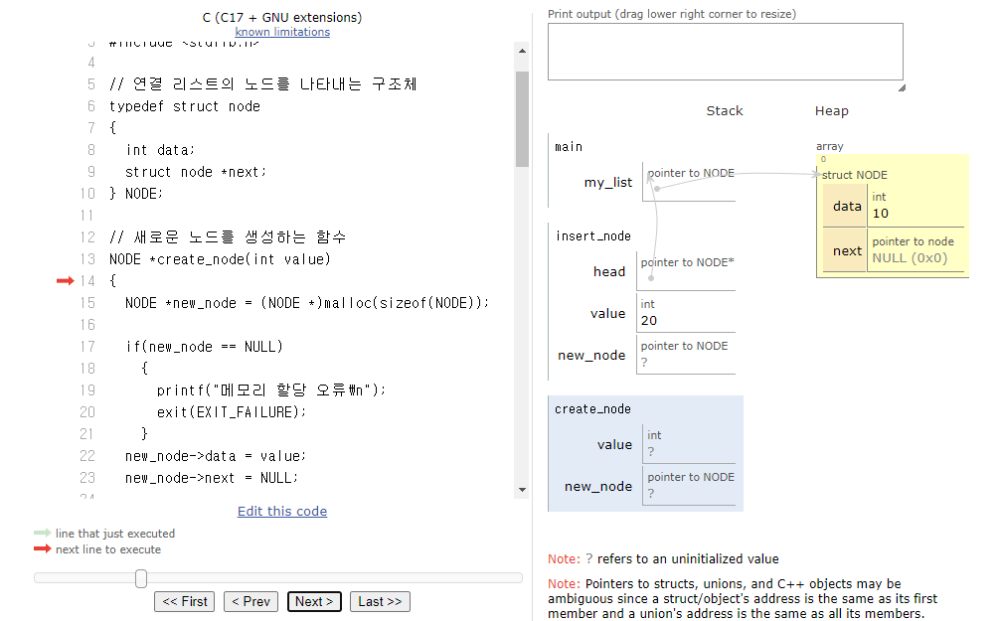 C (C17 + GNU extensions)
known limitations
3 #include <stdlib.h>
4
5 // 연결 리스트의 노드를 나타내는 구조체
6 typedef struct node
7 {
8 int data;
9 struct node *next;
10 } NODE;
11
12 // 새로운 노드를 생성하는 함수
13 NODE *create_node(int value)
14 {
15 NODE *new_node = (NODE *)malloc(sizeof(NODE));
16
17 if(new_node == NULL)
18 {
19 printf("메모리 할당 오류₩n");
20 exit(EXIT_FAILURE);
21 }
22 new_node->data = value;
23 new_node->next = NULL;
24
Edit this code
line that just executed
next line to execute
<< First
< Prev
Next >
Last >>
Print output (drag lower right corner to resize)
Stack
Heap
main
my_list
pointer to NODE
insert_node
head
pointer to NODE*
value
int
20
new_node
pointer to NODE
?
create_node
value
int
?
new_node
pointer to NODE
?
array
0
struct NODE
data
int
10
next
pointer to node
NULL (0x0)
Note: ? refers to an uninitialized value
Note: Pointers to structs, unions, and C++ objects may be
ambiguous since a struct/object's address is the same as its first
member and a union's address is the same as all its members.